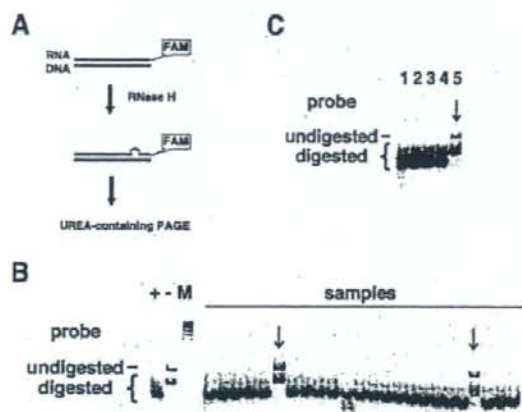 A
RNA
DNA
FAM
RNase H
FAM
UREA-containing PAGE
C
1 2 3 4 5
probe
undigested
digested
B
+ - M
samples
probe
undigested
digested